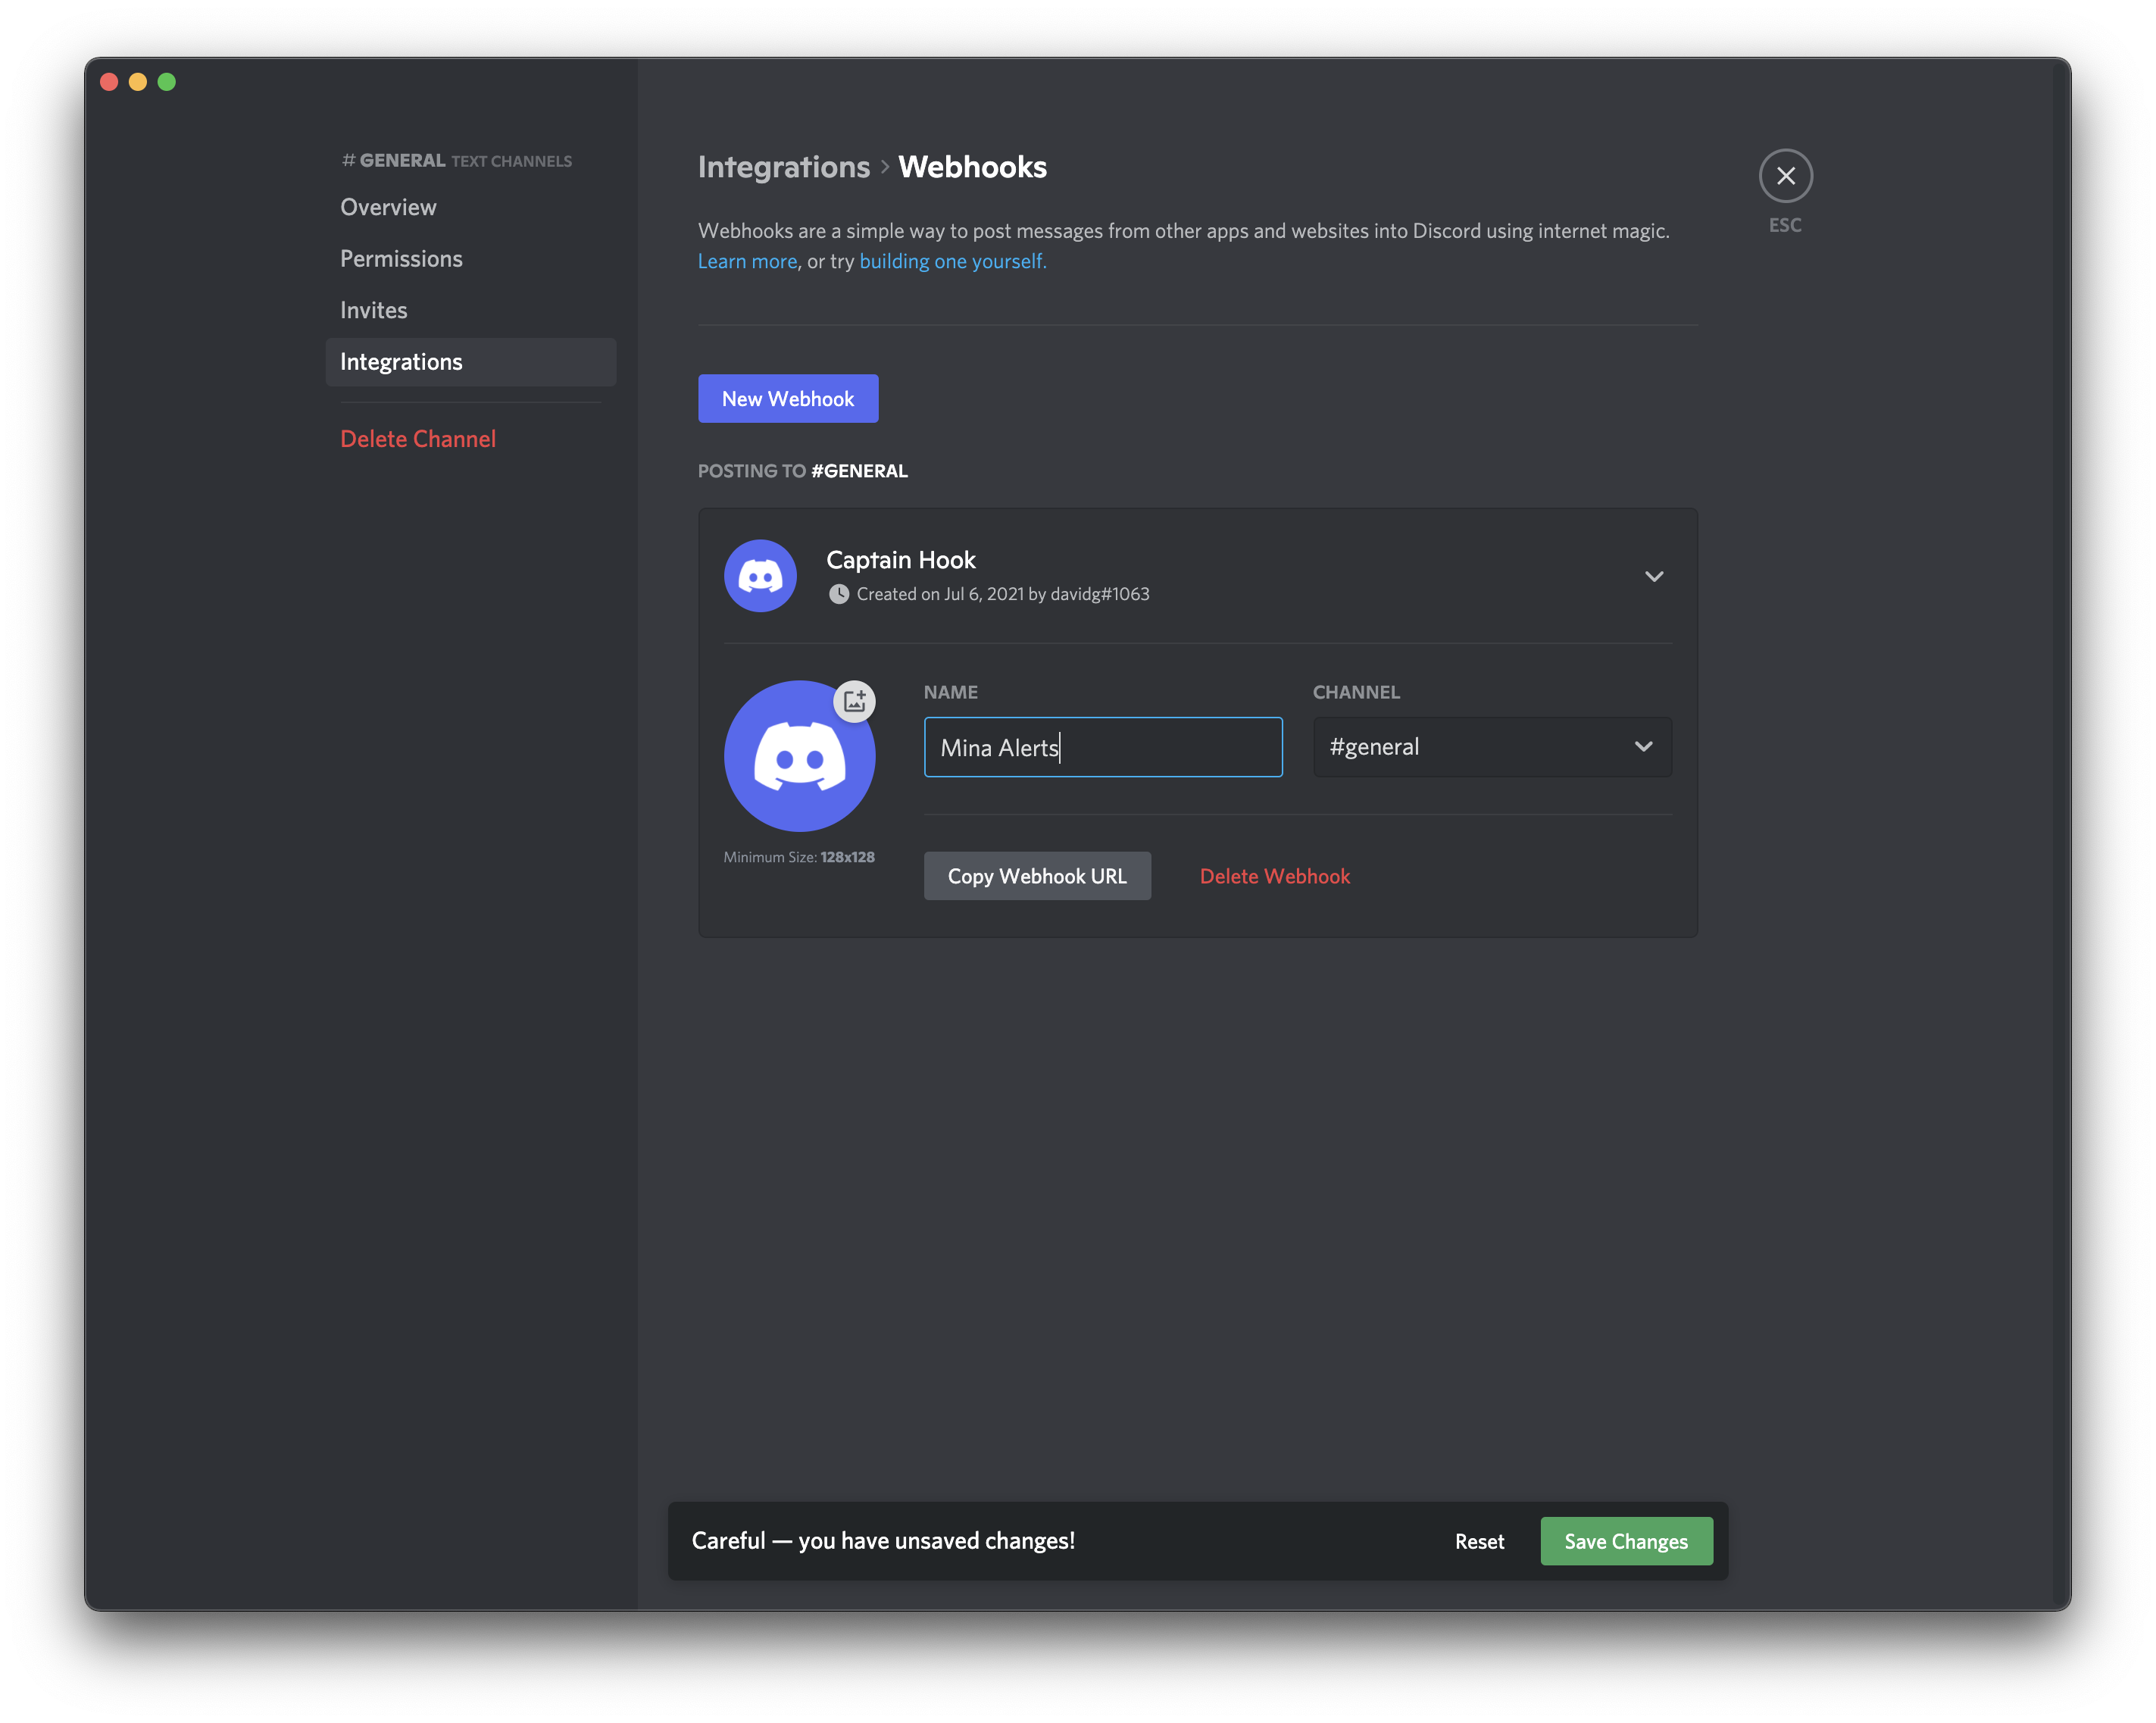 # GENERAL TEXT CHANNELS
Overview
Permissions
Invites
Integrations
Delete Channel
Integrations > Webhooks
ESC
Webhooks are a simple way to post messages from other apps and websites into Discord using internet magic.
Learn more, or try building one yourself.
New Webhook
POSTING TO #GENERAL
Captain Hook
Created on Jul 6, 2021 by davidg#1063
NAME
CHANNEL
Mina Alerts
#general
Minimum Size: 128x128
Copy Webhook URL
Delete Webhook
Careful — you have unsaved changes!
Reset
Save Changes